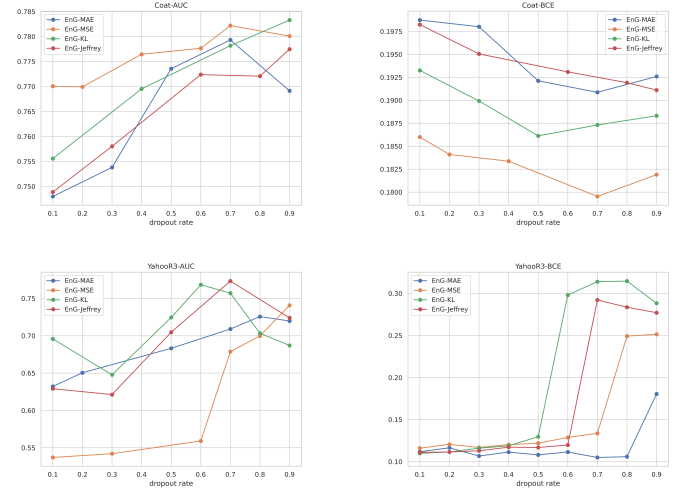 Coat-AUC
EnG-MAE
EnG-MSE
EnG-KL
EnG-Jeffrey
0.785
0.780
0.775
0.770
0.765
0.760
0.755
0.750
0.1 0.2 0.3 0.4 0.5 0.6 0.7 0.8 0.9
dropout rate
Coat-BCE
EnG-MAE
EnG-MSE
EnG-KL
EnG-Jeffrey
0.1975
0.1950
0.1925
0.1900
0.1875
0.1850
0.1825
0.1800
0.1 0.2 0.3 0.4 0.5 0.6 0.7 0.8 0.9
dropout rate
YahooR3-AUC
EnG-MAE
EnG-MSE
EnG-KL
EnG-Jeffrey
0.75
0.70
0.65
0.60
0.55
0.1 0.2 0.3 0.4 0.5 0.6 0.7 0.8 0.9
dropout rate
YahooR3-BCE
EnG-MAE
EnG-MSE
EnG-KL
EnG-Jeffrey
0.30
0.25
0.20
0.15
0.10
0.1 0.2 0.3 0.4 0.5 0.6 0.7 0.8 0.9
dropout rate